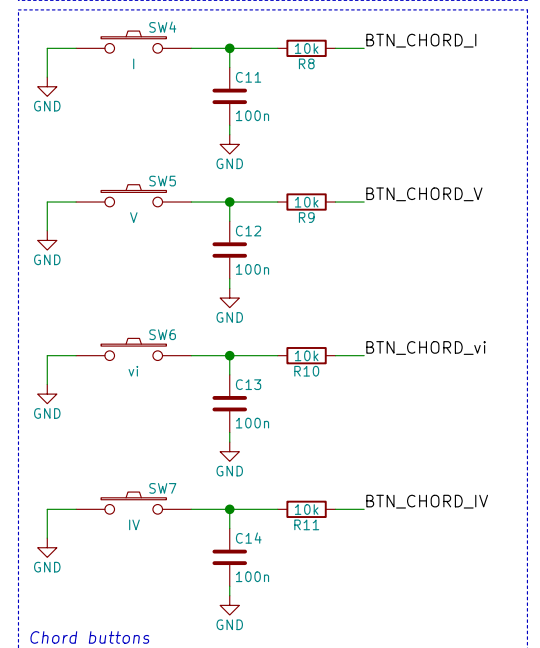 SW4
BTN_CHORD_I
I
10k
R8
C11
GND
100n
GND
SW5
BTN_CHORD_V
V
10k
R9
C12
GND
100n
GND
SW6
BTN_CHORD_vi
vi
10k
R10
C13
GND
100n
GND
SW7
BTN_CHORD_IV
IV
10k
R11
C14
GND
100n
GND
Chord buttons